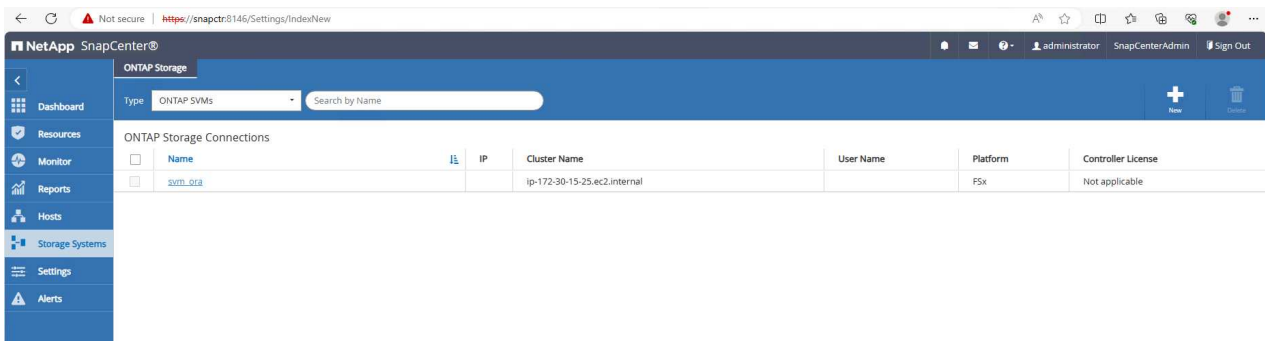 Not secure | https://snapctr:8146/Settings/IndexNew
NetApp SnapCenter®
administrator SnapCenterAdmin Sign Out
ONTAP Storage
Type ONTAP SVMs Search by Name
New Delete
Dashboard
Resources
Monitor
Reports
Hosts
Storage Systems
Settings
Alerts
ONTAP Storage Connections
Name IP Cluster Name User Name Platform Controller License
svm_ora ip-172-30-15-25.ec2.internal FSx Not applicable